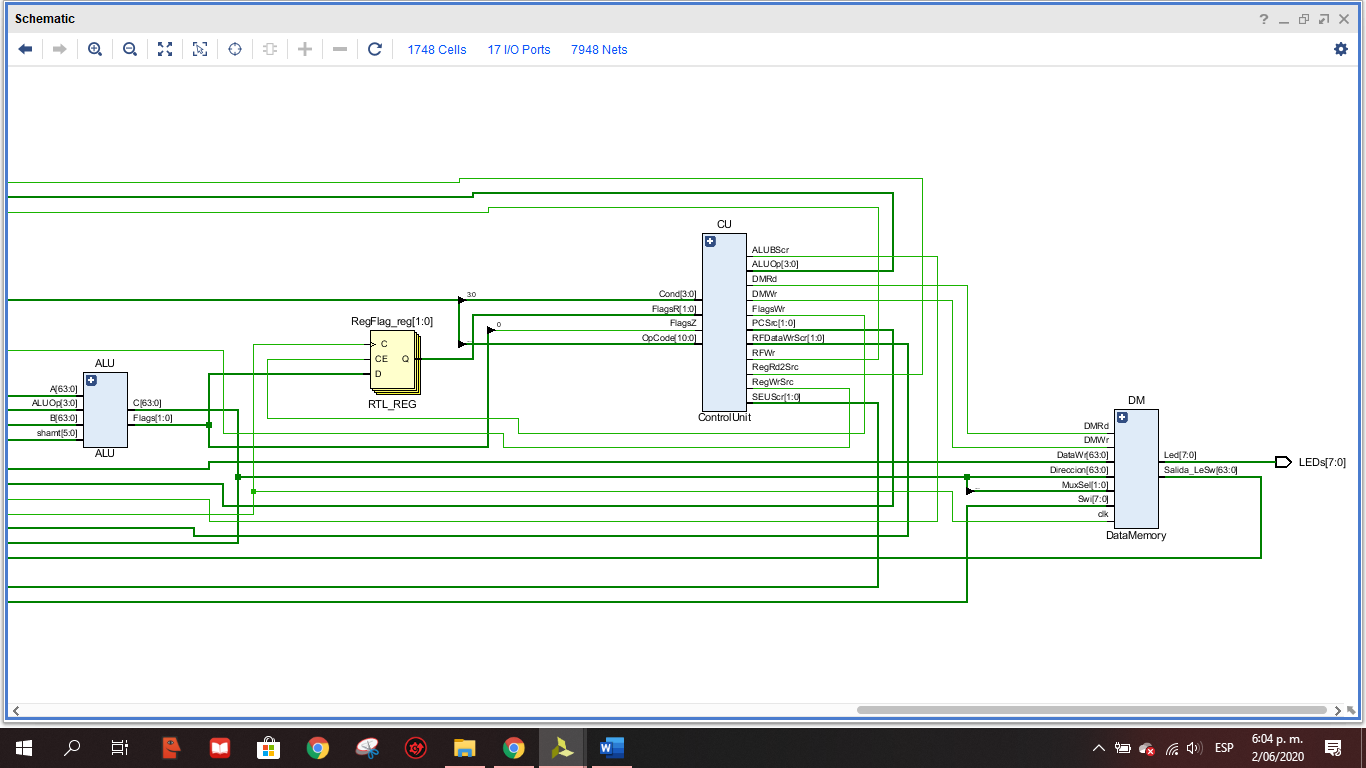 Schematic
1748 Cells 17 I/O Ports 7948 Nets
CU
ALUBScr
ALUOp[3:0]
DMRd
DMWr
FlagsWr
PCSrc[1:0]
RFDataWrScr[1:0]
RFWr
RegRd2Src
RegWrSrc
SEUScr[1:0]
Cond[3:0]
FlagsR[1:0]
FlagsZ
OpCode[10:0]
ControlUnit
3:0
0
RegFlag_reg[1:0]
C
CE Q
D
RTL_REG
ALU
A[63:0]
ALUOp[3:0]
B[63:0]
shamt[5:0]
C[63:0]
Flags[1:0]
ALU
DM
DMRd
DMWr
DataWr[63:0]
Direccion[63:0]
MuxSel[1:0]
Swi[7:0]
clk
Led[7:0]
Salida_LeSw[63:0]
DataMemory
LEDs[7:0]
ESP
6:04 p. m.
2/06/2020